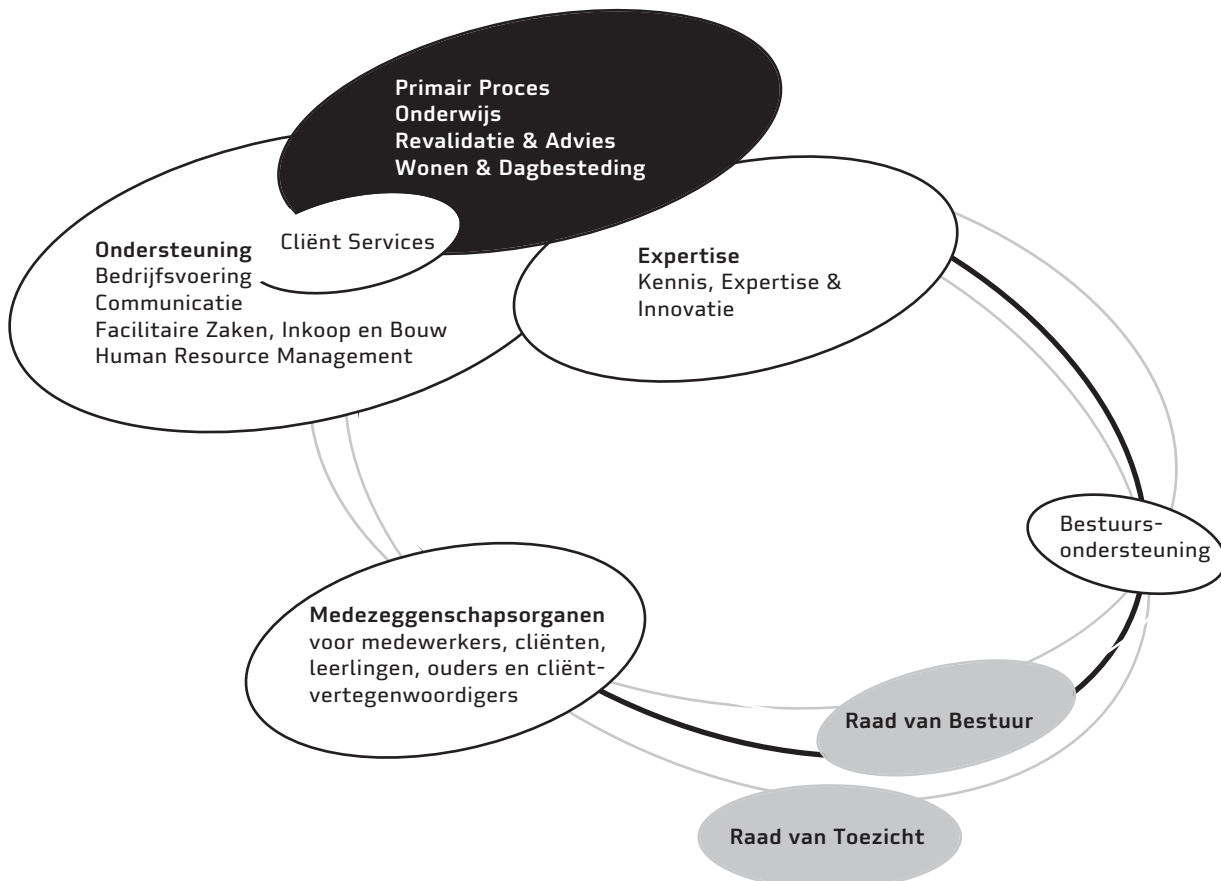 Primair Proces
Onderwijs
Revalidatie & Advies
Wonen & Dagbesteding
Cliënt Services
Ondersteuning
Bedrijfsvoering
Communicatie
Facilitaire Zaken, Inkoop en Bouw
Human Resource Management
Expertise
Kennis, Expertise &
Innovatie
Bestuurs-
ondersteuning
Medezeggenschapsorganen
voor medewerkers, cliënten,
leerlingen, ouders en cliënt-
vertegenwoordigers
Raad van Bestuur
Raad van Toezicht